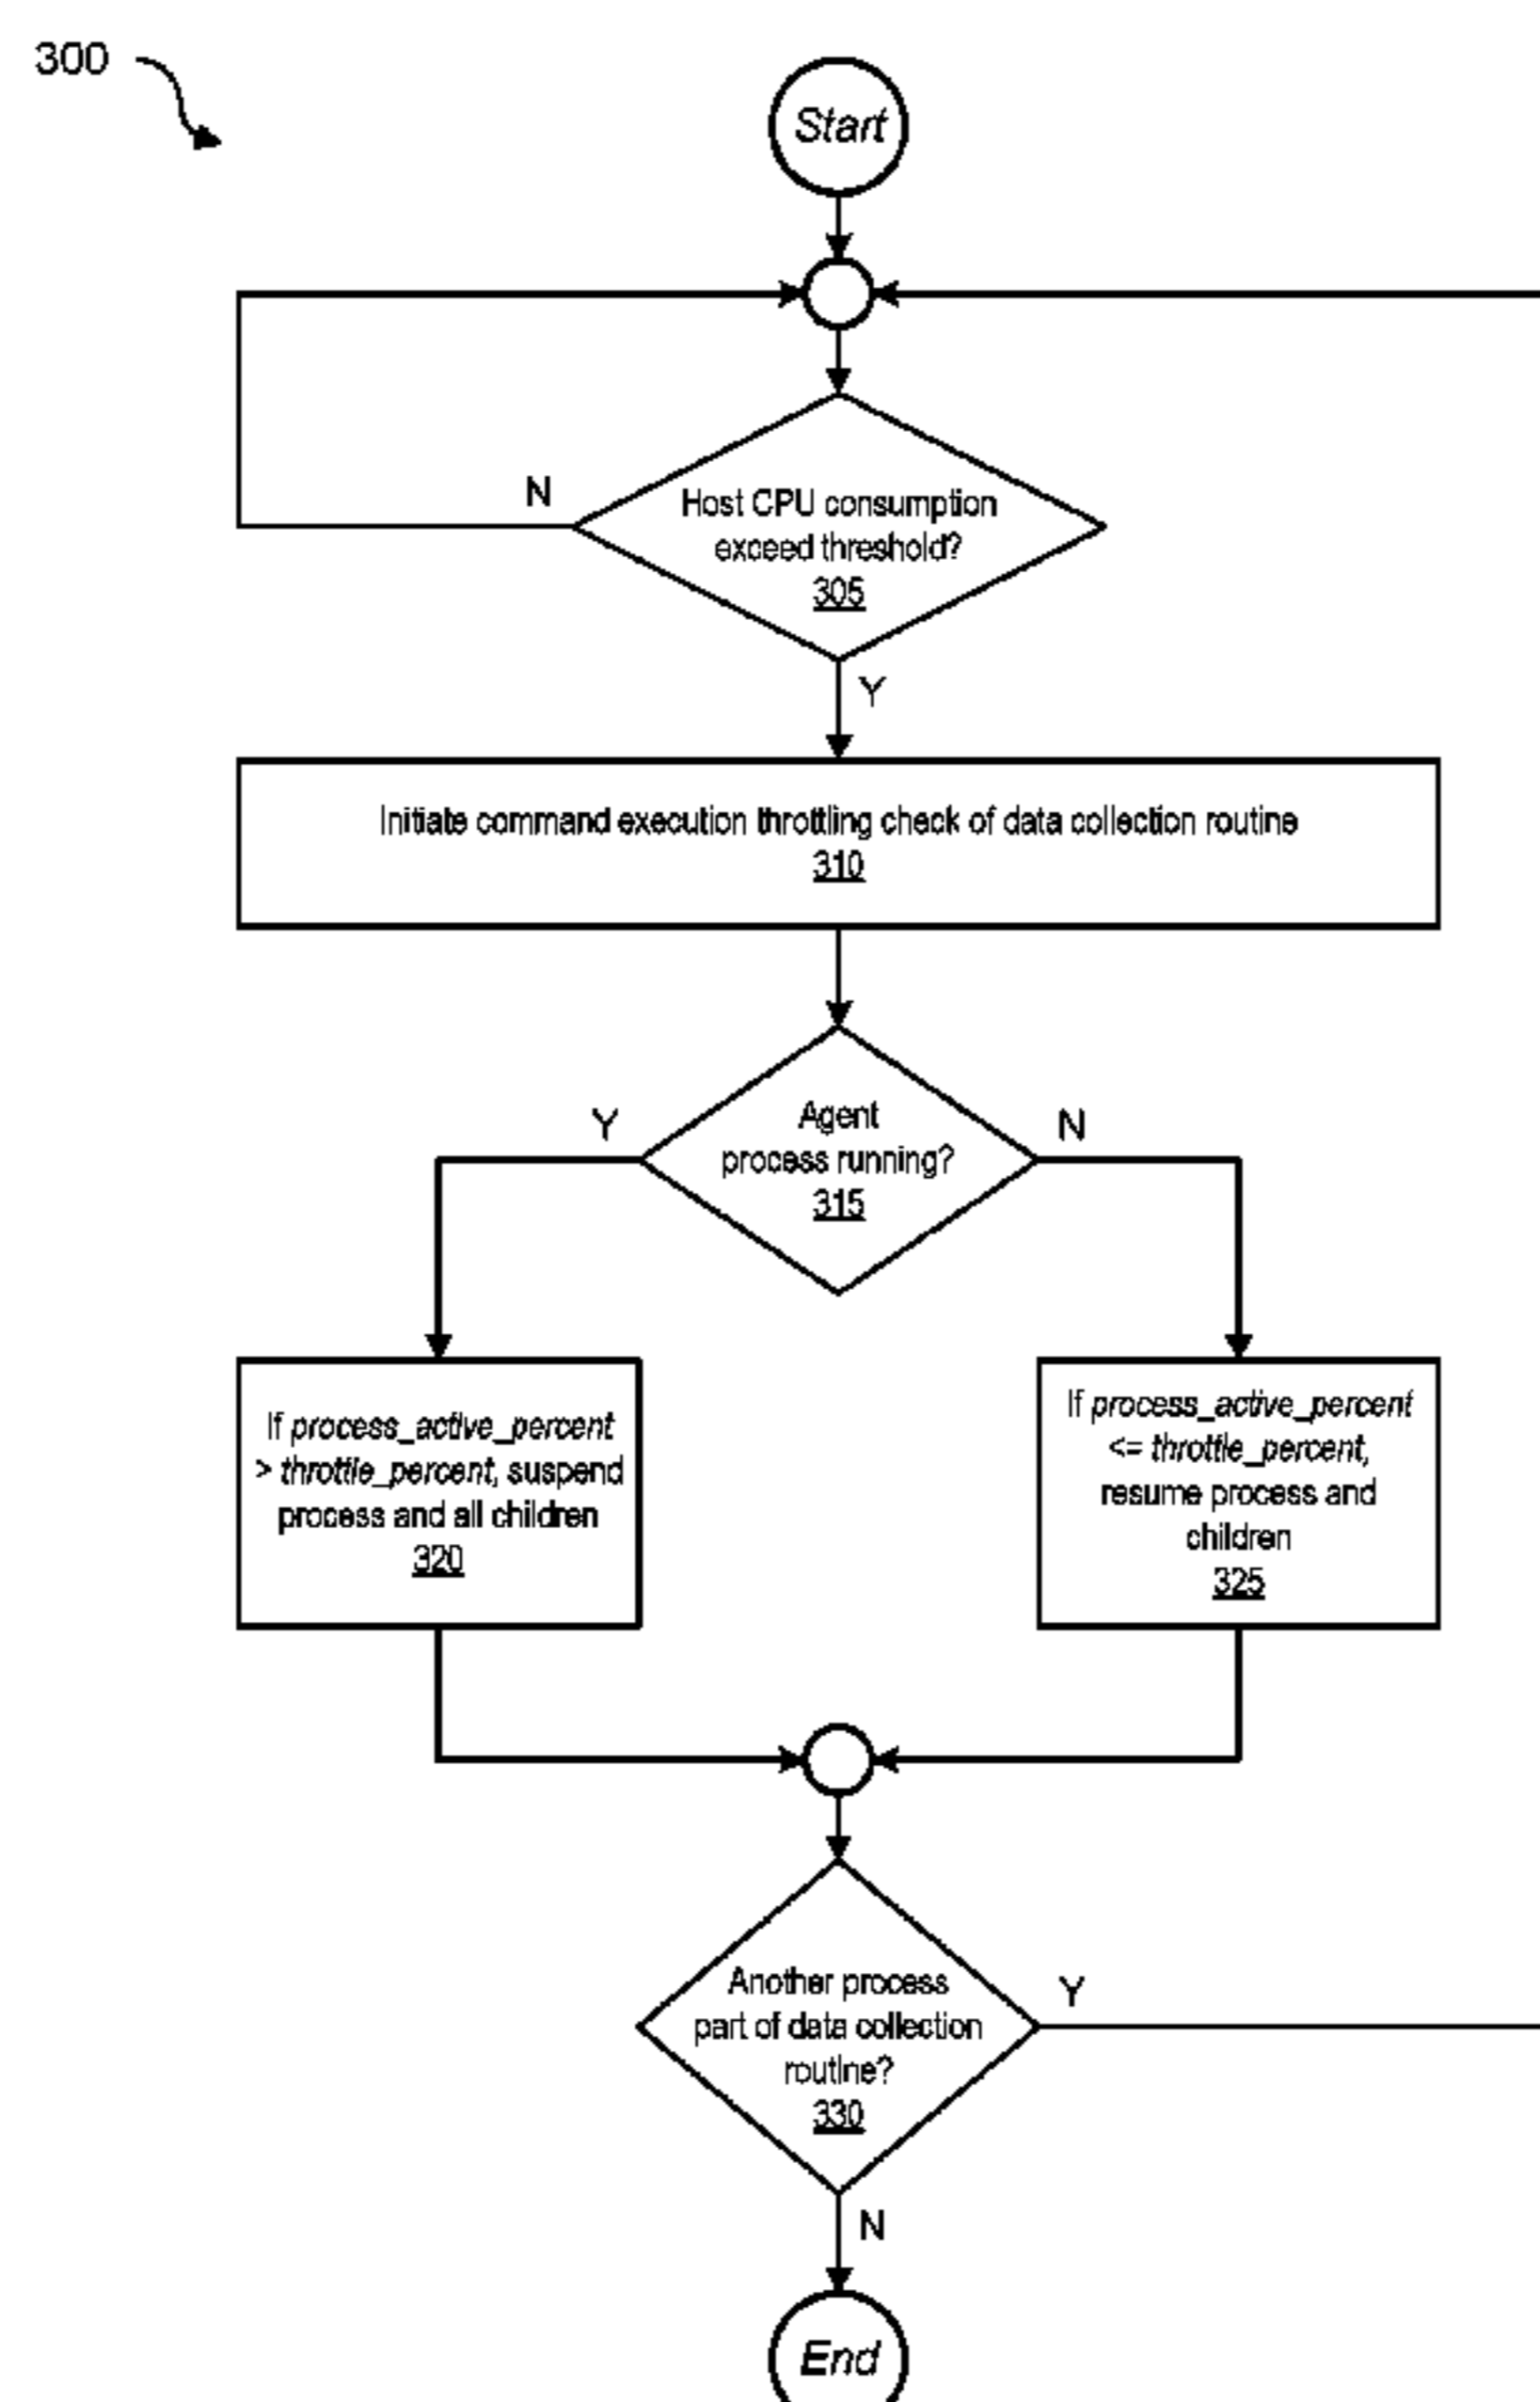 300
Start
N
Host CPU consumption
exceed threshold?
305
Y
Initiate command execution throttling check of data collection routine
310
Y
Agent
process running?
315
N
If process_active_percent
> throttle_percent, suspend
process and all children
320
If process_active_percent
<= throttle_percent,
resume process and
children
325
Another process
part of data collection
routine?
330
Y
N
End